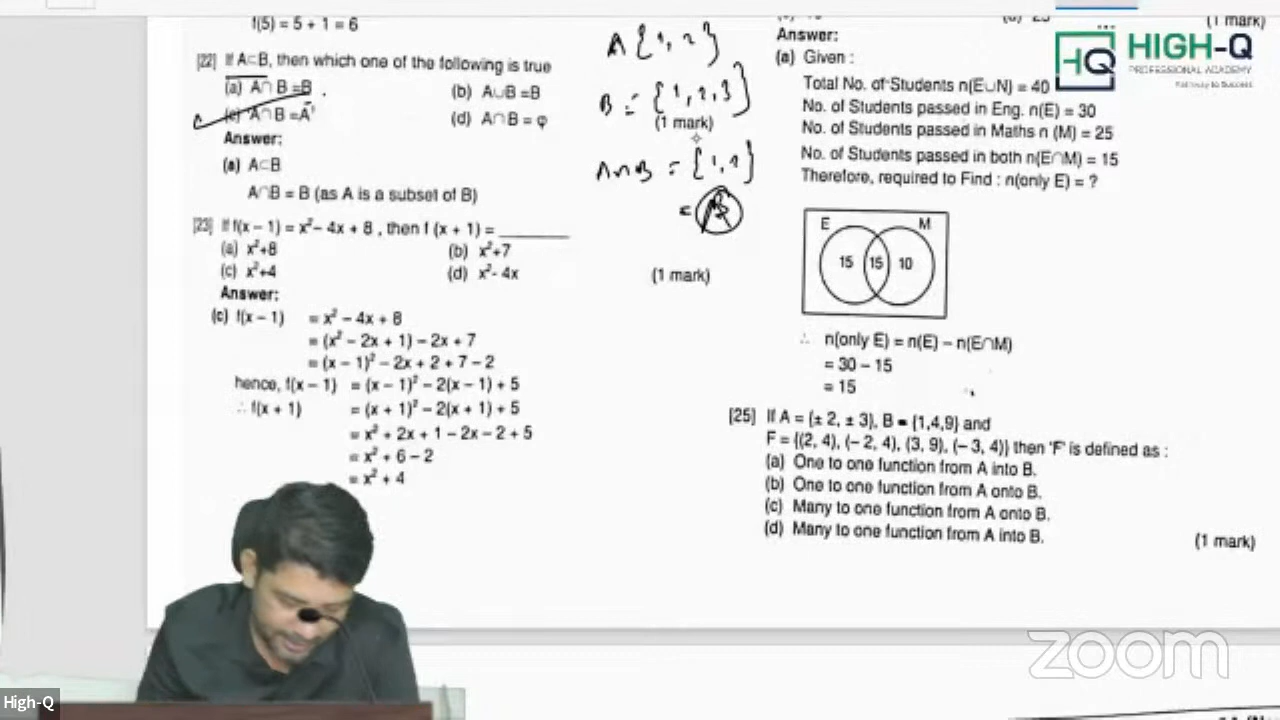 f(5) = 5 + 1 = 6
[22] If A⊂B, then which one of the following is true
(a) A∩B =B
(b) A∪B =B
(c) A∩B =A'
(d) A∩B = φ
(1 mark)
Answer:
(a) A⊂B
A∩B = B (as A is a subset of B)
[23] If f(x – 1) = x² – 4x + 8 , then f (x + 1) = ______
(a) x²+8
(b) x²+7
(c) x²+4
(d) x²- 4x
(1 mark)
Answer:
(c) f(x – 1) = x² – 4x + 8
= (x² – 2x + 1) – 2x + 7
= (x – 1)² – 2x + 2 + 7 – 2
hence, f(x – 1) = (x – 1)² – 2(x – 1) + 5
∴ f(x + 1) = (x + 1)² – 2(x + 1) + 5
= x² + 2x + 1 – 2x – 2 + 5
= x² + 6 – 2
= x² + 4
A {1, 2}
B = {1, 2, 3}
A∩B =
(1 mark)
Answer:
(a) Given :
Total No. of Students n(E∪N) = 40
No. of Students passed in Eng. n(E) = 30
No. of Students passed in Maths n (M) = 25
No. of Students passed in both n(E∩M) = 15
Therefore, required to Find : n(only E) = ?
E M
15 15 10
∴ n(only E) = n(E) – n(E∩M)
= 30 – 15
= 15
[25] If A = {± 2, ± 3}, B = {1,4,9} and
F = {(2, 4), (– 2, 4), (3, 9), (– 3, 4)} then 'F' is defined as :
(a) One to one function from A into B.
(b) One to one function from A onto B.
(c) Many to one function from A onto B.
(d) Many to one function from A into B.
(1 mark)
HQ HIGH-Q
PROFESSIONAL ACADEMY
Pathway to Success
zoom
High-Q